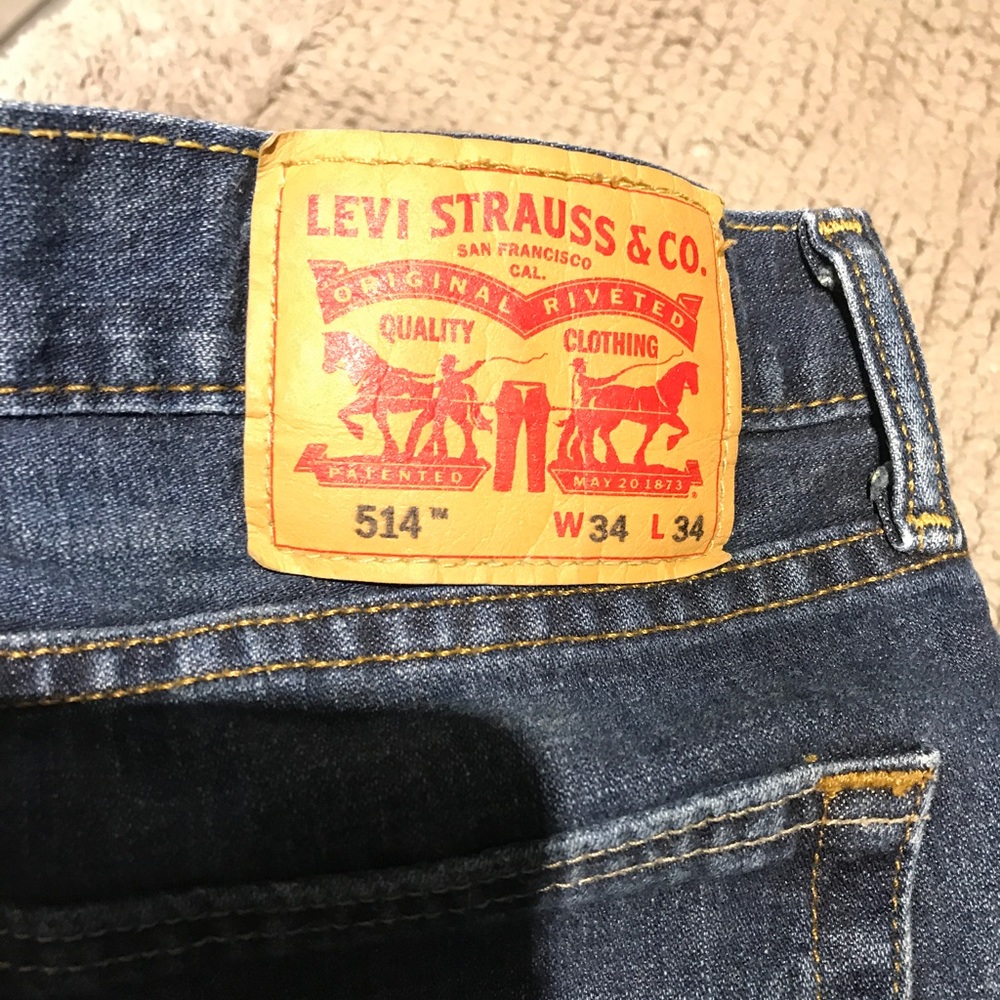 LEVI STRAUSS & CO.
SAN FRANCISCO
CAL.
ORIGINAL RIVETED
QUALITY CLOTHING
PATENTED MAY 20 1873
514™ W34 L34